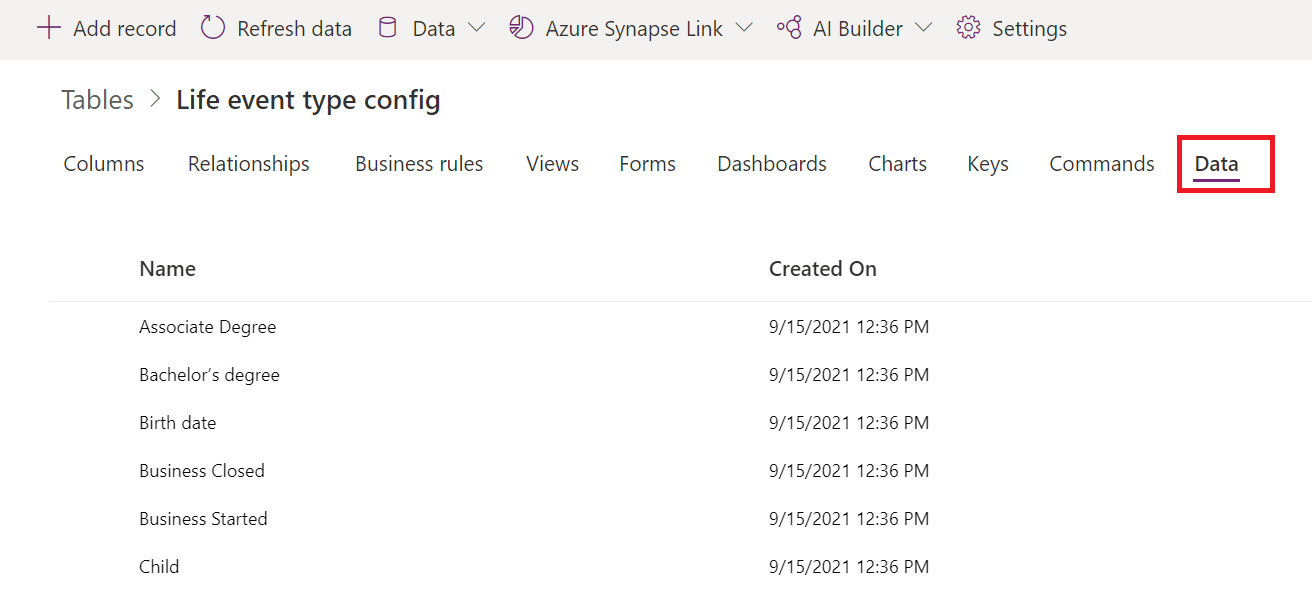 Add record Refresh data Data Azure Synapse Link AI Builder Settings
Tables > Life event type config
Columns Relationships Business rules Views Forms Dashboards Charts Keys Commands Data
Name Created On
Associate Degree 9/15/2021 12:36 PM
Bachelor’s degree 9/15/2021 12:36 PM
Birth date 9/15/2021 12:36 PM
Business Closed 9/15/2021 12:36 PM
Business Started 9/15/2021 12:36 PM
Child 9/15/2021 12:36 PM